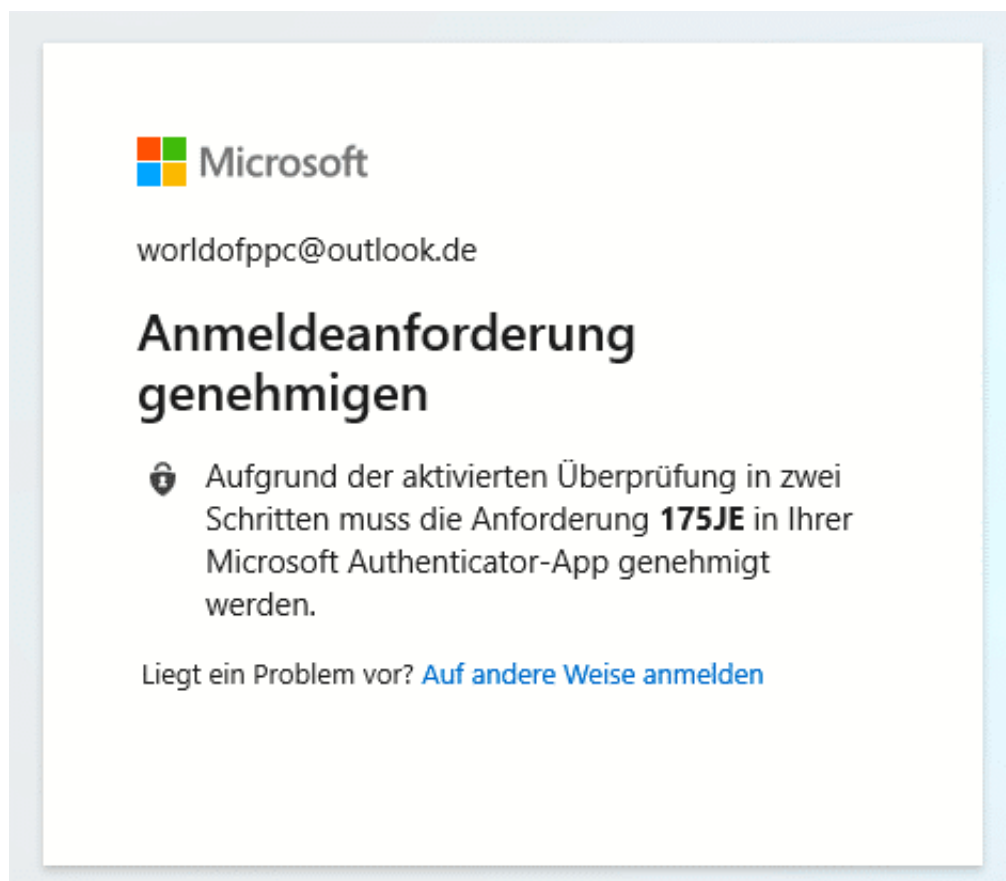 Microsoft
worldofppc@outlook.de
Anmeldeanforderung
genehmigen
Aufgrund der aktivierten Überprüfung in zwei
Schritten muss die Anforderung 175JE in Ihrer
Microsoft Authenticator-App genehmigt
werden.
Liegt ein Problem vor? Auf andere Weise anmelden